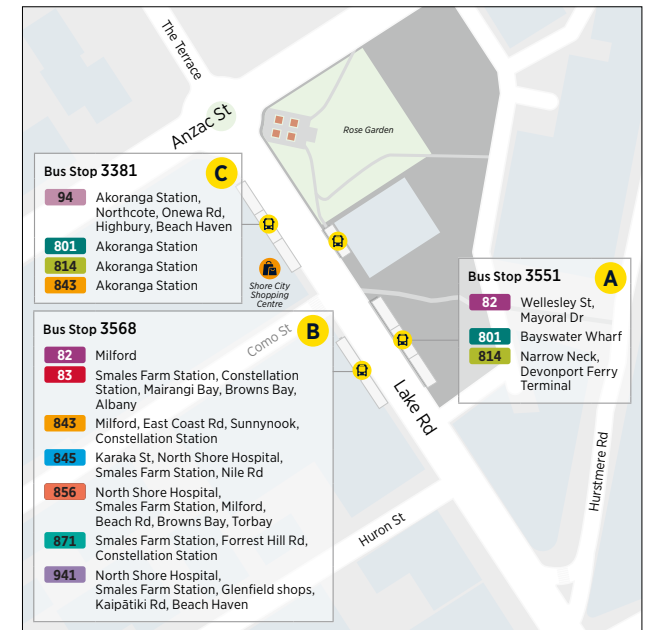 The Terrace
Anzac St
Rose Garden
Bus Stop 3381
C
94 Akoranga Station,
Northcote, Onewa Rd,
Highbury, Beach Haven
801 Akoranga Station
814 Akoranga Station
843 Akoranga Station
Shore City
Shopping
Centre
Bus Stop 3551
A
82 Wellesley St,
Mayoral Dr
801 Bayswater Wharf
814 Narrow Neck,
Devonport Ferry
Terminal
Como St
Bus Stop 3568
B
82 Milford
83 Smales Farm Station, Constellation
Station, Mairangi Bay, Browns Bay,
Albany
843 Milford, East Coast Rd, Sunnynook,
Constellation Station
845 Karaka St, North Shore Hospital,
Smales Farm Station, Nile Rd
856 North Shore Hospital,
Smales Farm Station, Milford,
Beach Rd, Browns Bay, Torbay
871 Smales Farm Station, Forrest Hill Rd,
Constellation Station
941 North Shore Hospital,
Smales Farm Station, Glenfield shops,
Kaipātiki Rd, Beach Haven
Lake Rd
Huron St
Hurstmere Rd